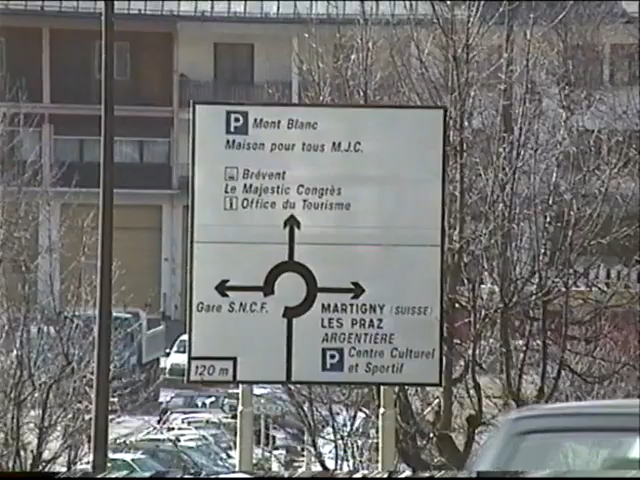 P Mont Blanc
Maison pour tous M.J.C.
Brévent
Le Majestic Congrès
i Office du Tourisme
Gare S.N.C.F.
MARTIGNY (SUISSE)
LES PRAZ
ARGENTIÈRE
P Centre Culturel
et Sportif
120 m